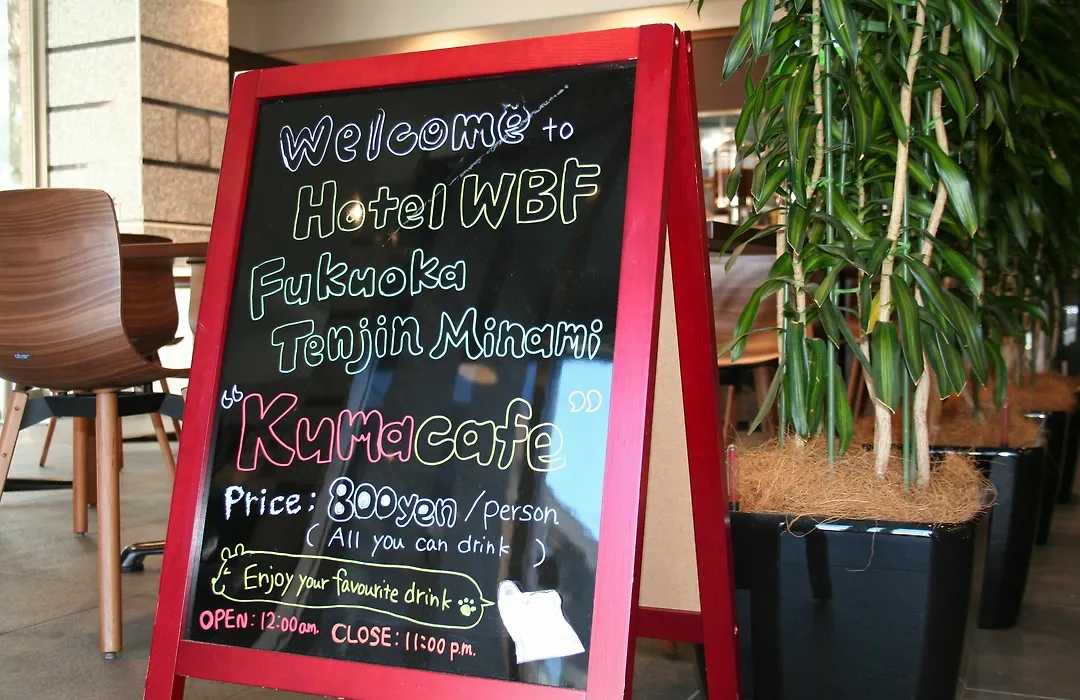 Welcome to
Hotel WBF
Fukuoka
Tenjin Minami
“Kumacafe”
Price: 800yen /person
( All you can drink )
Enjoy your favourite drink
OPEN: 12:00am. CLOSE: 11:00 p.m.